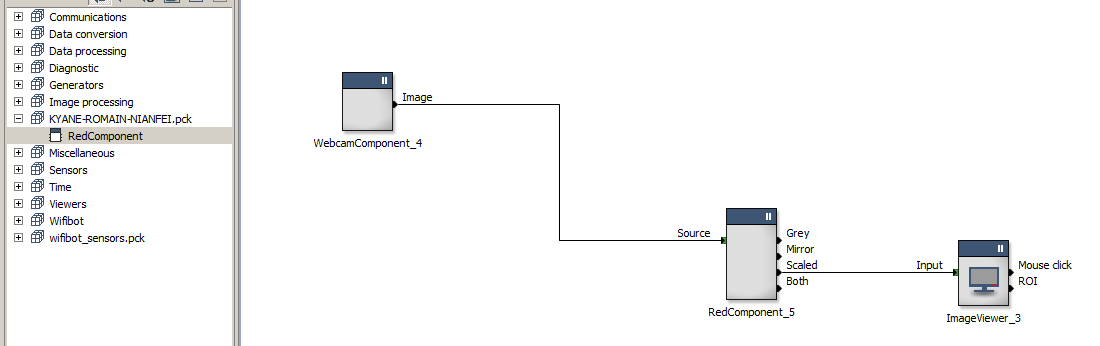 Communications
Data conversion
Data processing
Diagnostic
Generators
Image processing
KYANE-ROMAIN-NIANFEI.pck
RedComponent
Miscellaneous
Sensors
Time
Viewers
Wifibot
wifibot_sensors.pck
Image
WebcamComponent_4
Source
Grey
Mirror
Scaled
Both
RedComponent_5
Input
Mouse click
ROI
ImageViewer_3